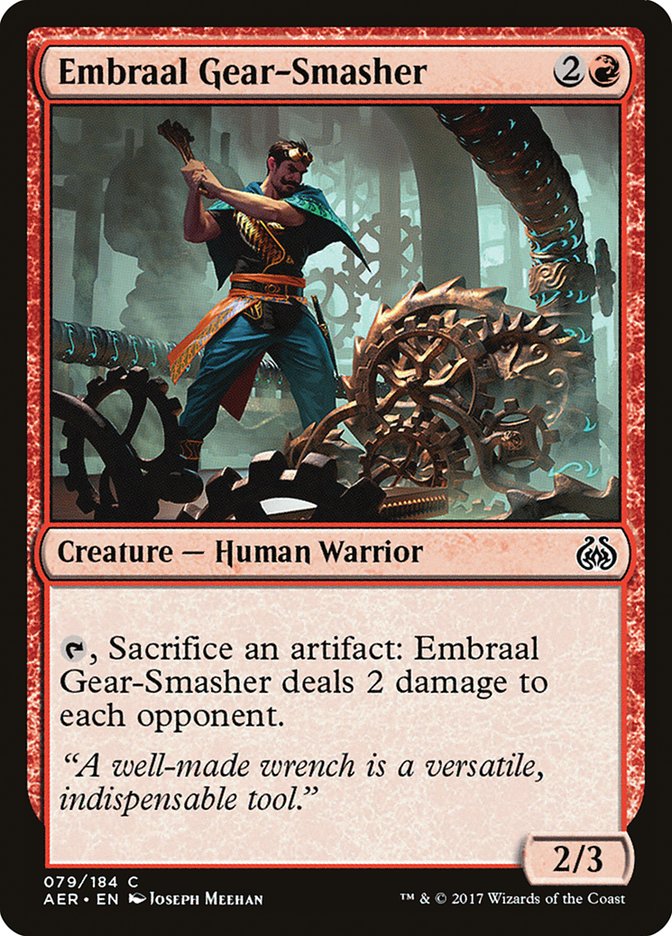 Embraal Gear-Smasher 2
Creature — Human Warrior
, Sacrifice an artifact: Embraal
Gear-Smasher deals 2 damage to
each opponent.
“A well-made wrench is a versatile,
indispensable tool.”
2/3
079/184 C
AER • EN Joseph Meehan
™ & © 2017 Wizards of the Coast